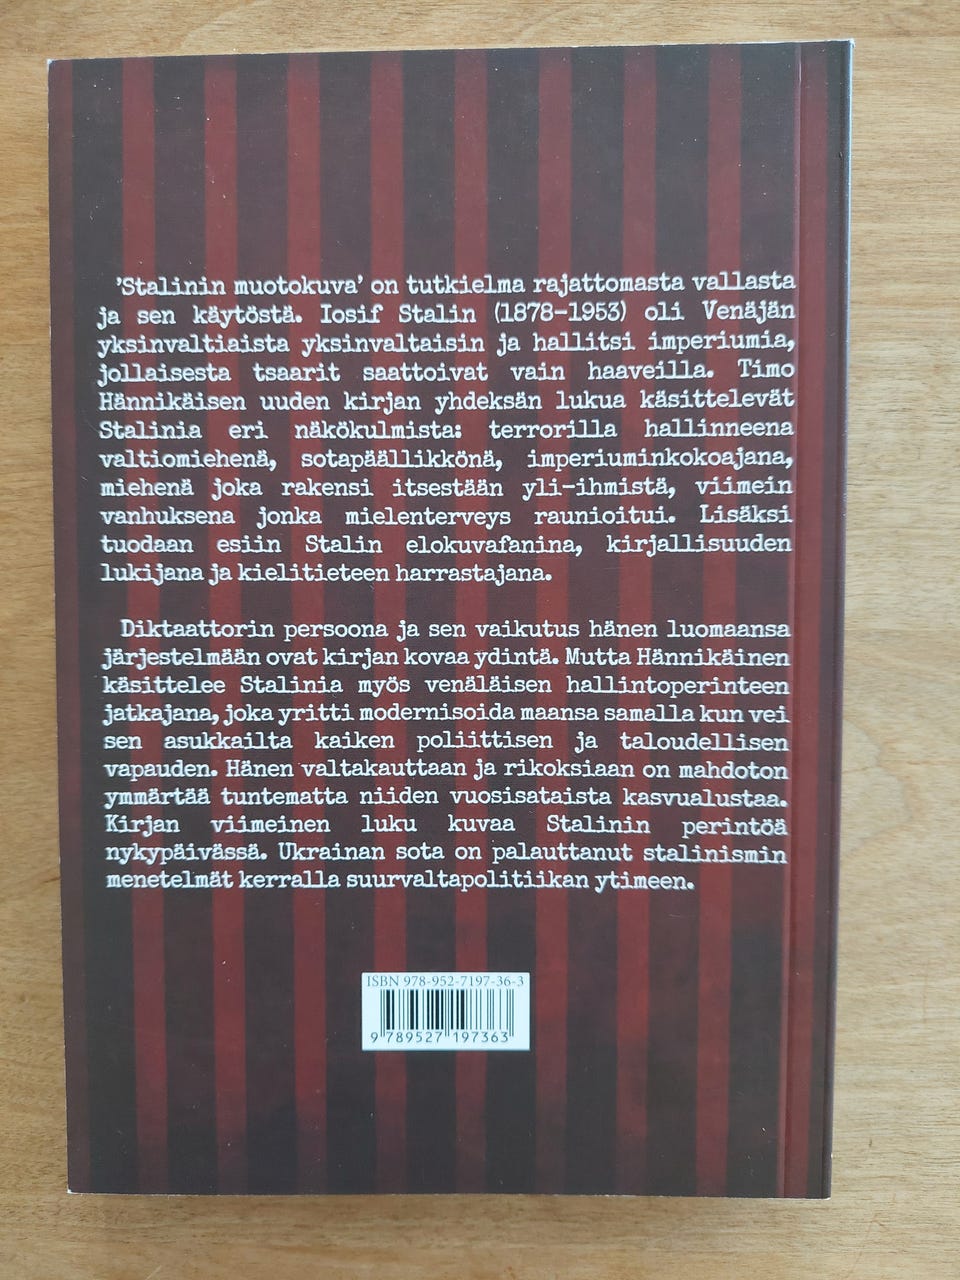 ’Stalinin muotokuva’ on tutkielma rajattomasta vallasta
ja sen käytöstä. Iosif Stalin (1878-1953) oli Venäjän
yksinvaltiaista yksinvaltaisin ja hallitsi imperiumia,
jollaisesta tsaarit saattoivat vain haaveilla. Timo
Hännikäisen uuden kirjan yhdeksän lukua käsittelevät
Stalinia eri näkökulmista: terrorilla hallinneena
valtiomiehenä, sotapäällikkönä, imperiuminkokoajana,
miehenä joka rakensi itsestään yli-ihmistä, viimein
vanhuksena jonka mielenterveys raunioitui. Lisäksi
tuodaan esiin Stalin elokuvafanina, kirjallisuuden
lukijana ja kielitieteen harrastajana.
Diktaattorin persoona ja sen vaikutus hänen luomaansa
järjestelmään ovat kirjan kovaa ydintä. Mutta Hännikäinen
käsittelee Stalinia myös venäläisen hallintoperinteen
jatkajana, joka yritti modernisoida maansa samalla kun vei
sen asukkailta kaiken poliittisen ja taloudellisen
vapauden. Hänen valtakauttaan ja rikoksiaan on mahdoton
ymmärtää tuntematta niiden vuosisataista kasvualustaa.
Kirjan viimeinen luku kuvaa Stalinin perintöä
nykypäivässä. Ukrainan sota on palauttanut stalinismin
menetelmät kerralla suurvaltapolitiikan ytimeen.
ISBN 978-952-7197-36-3
9 789527 197363